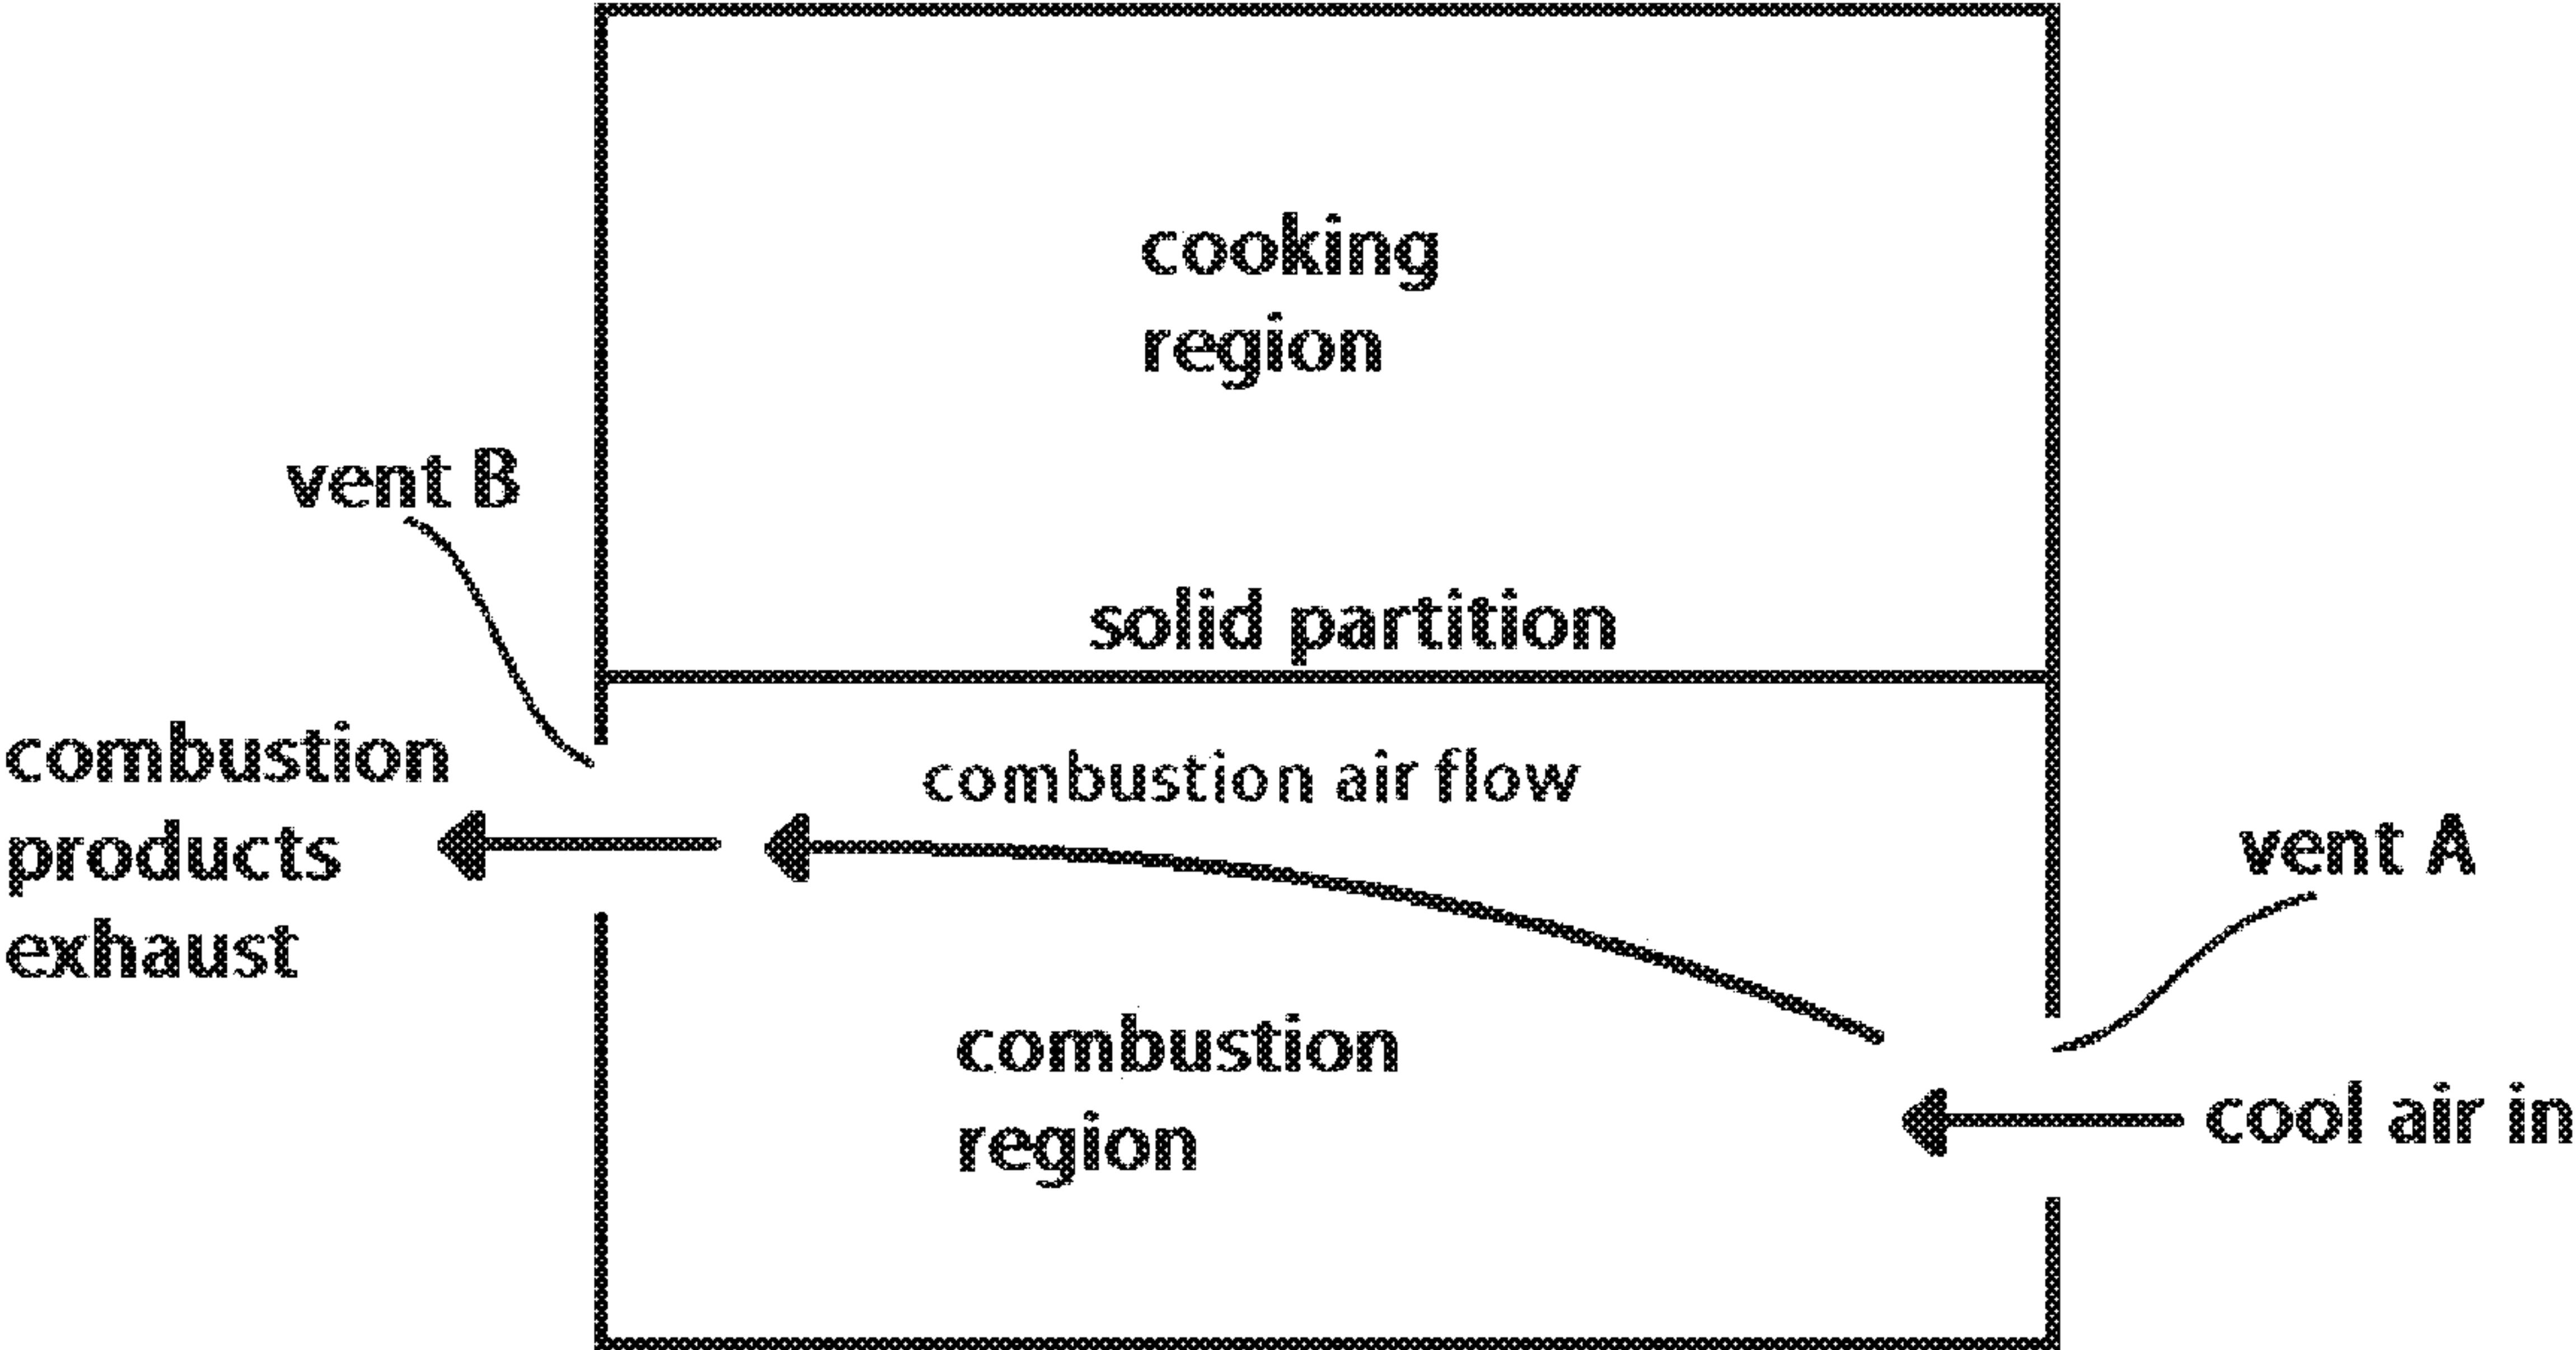 cooking
region
vent B
solid partition
combustion
products
exhaust
combustion air flow
vent A
combustion
region
cool air in